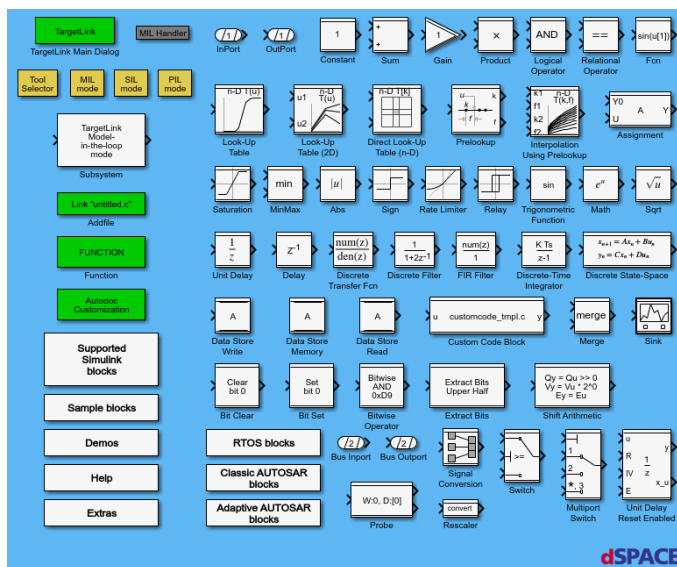 TargetLink
TargetLink Main Dialog
MIL Handler
1
InPort
1
OutPort
1
Constant
+
+
Sum
1
Gain
×
Product
AND
Logical
Operator
==
Relational
Operator
sin(u[1])
Fcn
Tool
Selector
MIL
mode
SIL
mode
PIL
mode
n-D T(u)
Look-Up
Table
n-D
T(u)
u1
u2
Look-Up
Table (2D)
n-D T[k]
Direct Look-Up
Table (n-D)
u
k
f
k
f
Prelookup
k1
f1
k2
f2
n-D
T(k,f)
Interpolation
Using Prelookup
Y0
U
A
Y
Assignment
TargetLink
Model-
in-the-loop
mode
Subsystem
Saturation
min
MinMax
|u|
Abs
Sign
Rate Limiter
Relay
sin
Trigonometric
Function
eᵘ
Math
√u
Sqrt
Link "untitled.c"
Addfile
FUNCTION
Function
1
z
Unit Delay
z⁻¹
Delay
num(z)
den(z)
Discrete
Transfer Fcn
1
1+2z⁻¹
Discrete Filter
num(z)
1
FIR Filter
K Ts
z-1
Discrete-Time
Integrator
xₙ₊₁ = Axₙ + Buₙ
yₙ = Cxₙ + Duₙ
Discrete State-Space
Autodoc
Customization
A
Data Store
Write
A
Data Store
Memory
A
Data Store
Read
u customcode_tmpl.c y
Custom Code Block
merge
Merge
Sink
Supported
Simulink
blocks
Clear
bit 0
Bit Clear
Set
bit 0
Bit Set
Bitwise
AND
0xD9
Bitwise
Operator
Extract Bits
Upper Half
Extract Bits
Qy = Qu >> 0
Vy = Vu * 2^0
Ey = Eu
Shift Arithmetic
Sample blocks
Demos
Help
Extras
RTOS blocks
Classic AUTOSAR
blocks
Adaptive AUTOSAR
blocks
2
Bus Inport
2
Bus Outport
Signal
Conversion
>=
Switch
1
2
*, 3
Multiport
Switch
u
R
IV
E
1
z
y
x_u
Unit Delay
Reset Enabled
W:0, D:[0]
Probe
convert
Rescaler
dSPACE